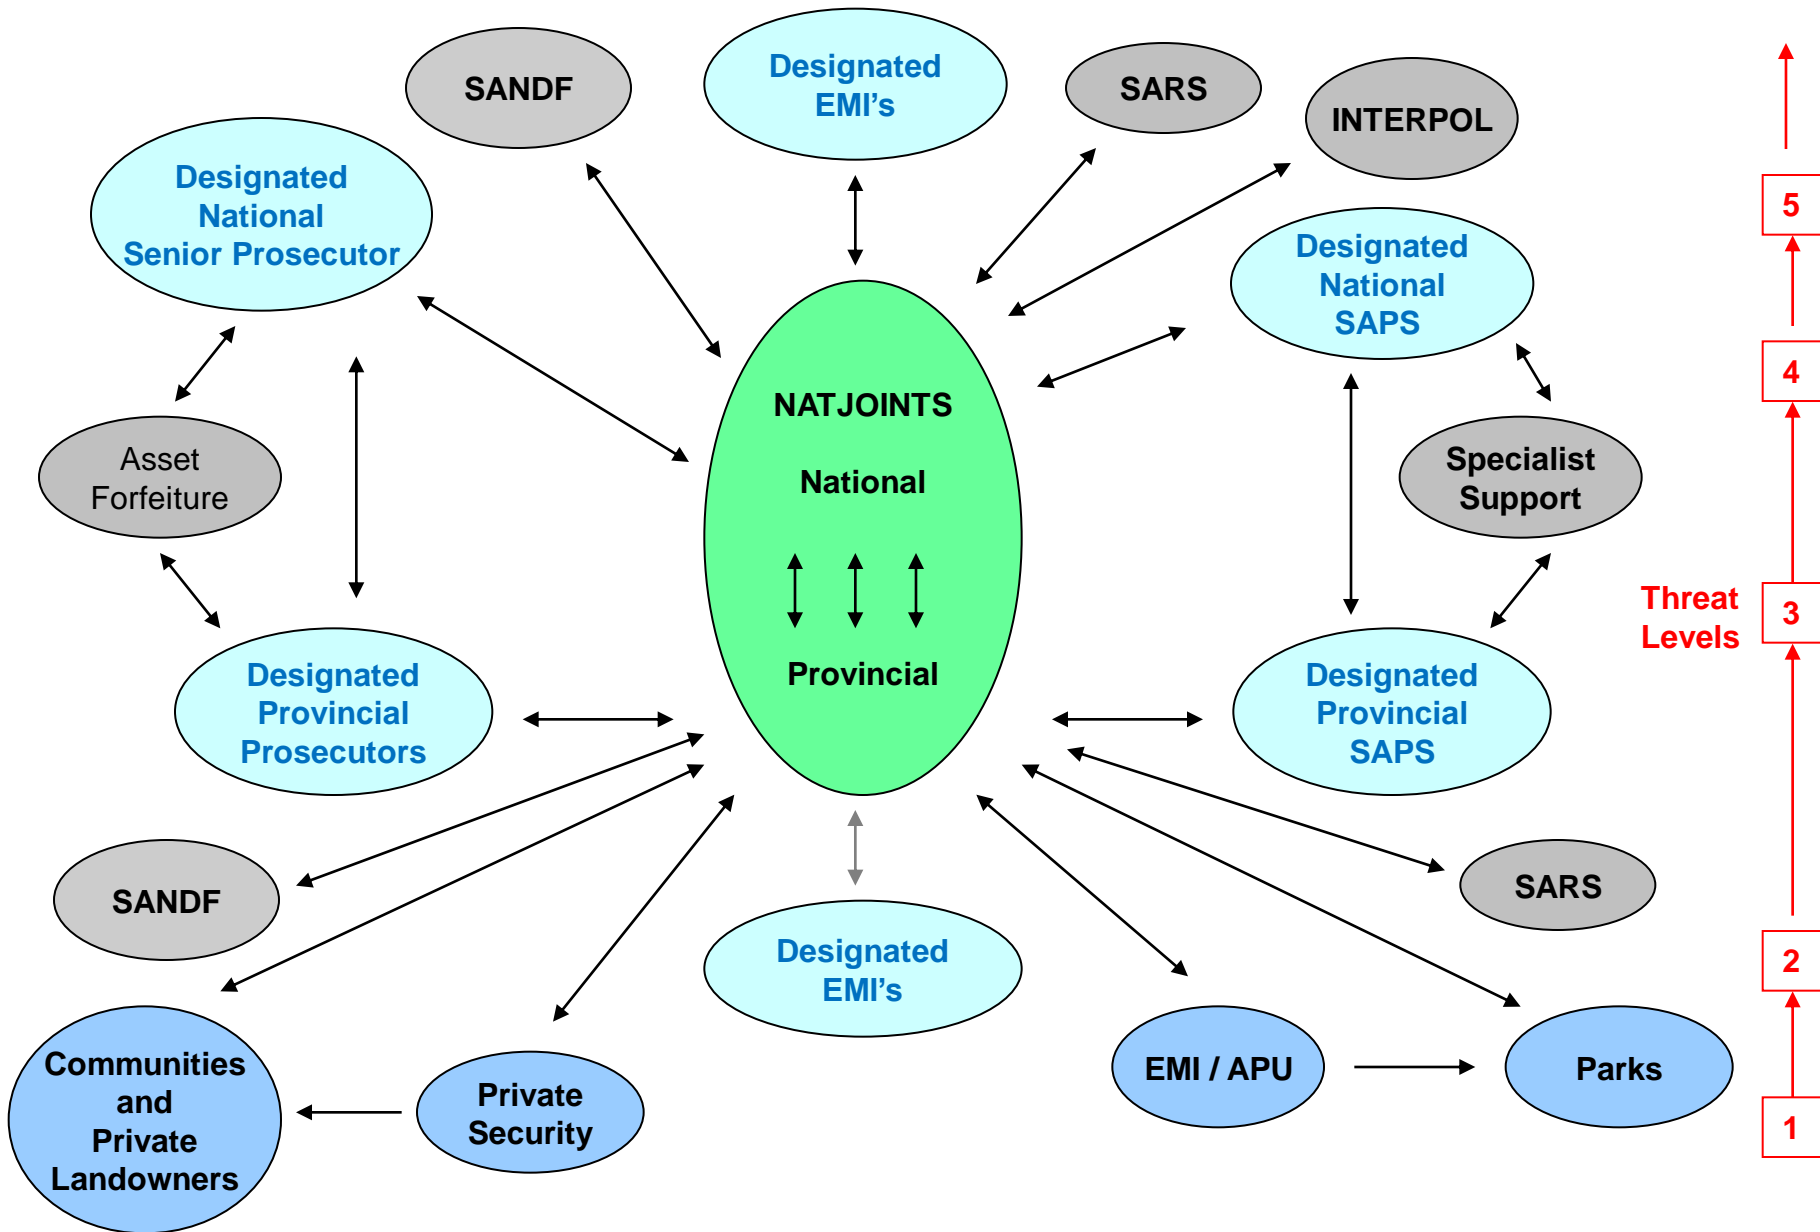 SANDF
Designated
EMI's
SARS
INTERPOL
Designated
National
Senior Prosecutor
5
Designated
National
SAPS
4
NATJOINTS
National
Provincial
Asset
Forfeiture
Specialist
Support
Threat
Levels
3
Designated
Provincial
Prosecutors
Designated
Provincial
SAPS
SANDF
SARS
Designated
EMI's
2
Communities
and
Private
Landowners
Private
Security
EMI / APU
Parks
1